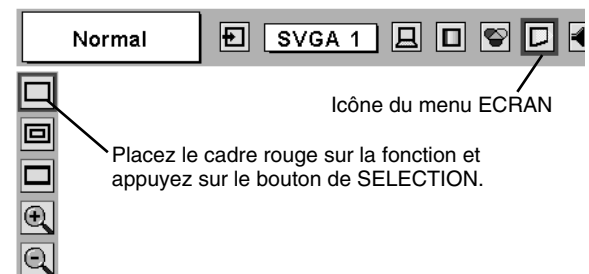 Normal
SVGA 1
Icône du menu ECRAN
Placez le cadre rouge sur la fonction et
appuyez sur le bouton de SELECTION.